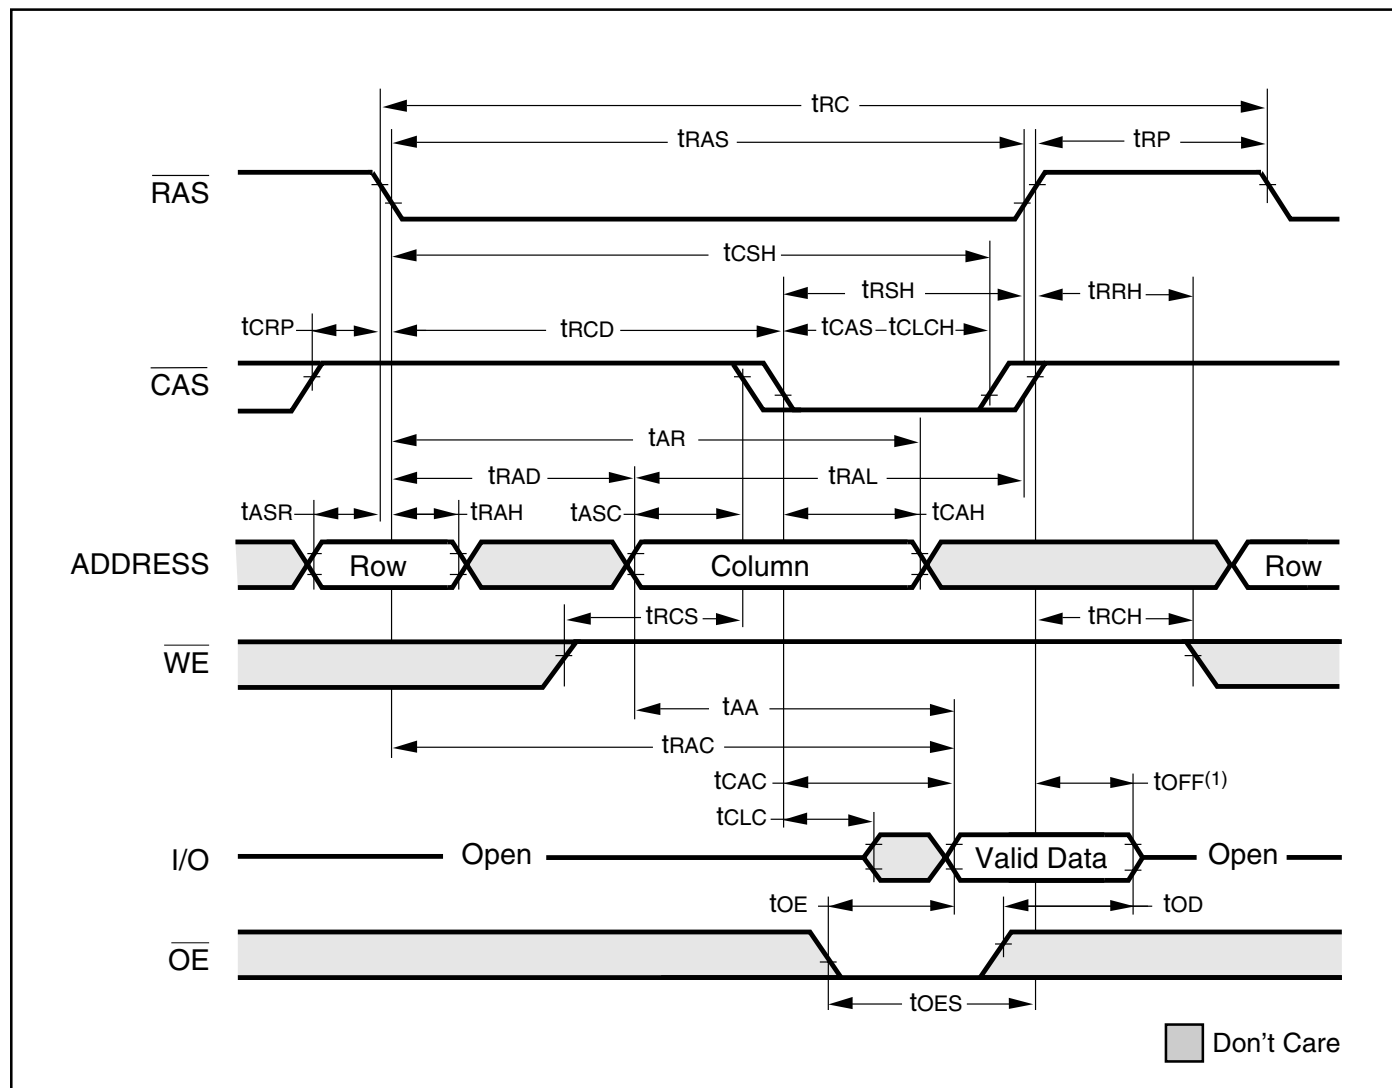 tRC
tRAS
tRP
RAS
tCSH
tRSH
tRRH
tCRP
tRCD
tCAS
tCLCH
CAS
tAR
tRAD
tRAL
tASR
tRAH
tASC
tCAH
ADDRESS
Row
Column
Row
tRCS
tRCH
WE
tAA
tRAC
tCAC
tOFF(1)
tCLC
I/O
Open
Valid Data
Open
tOE
tOD
OE
tOES
Don't Care